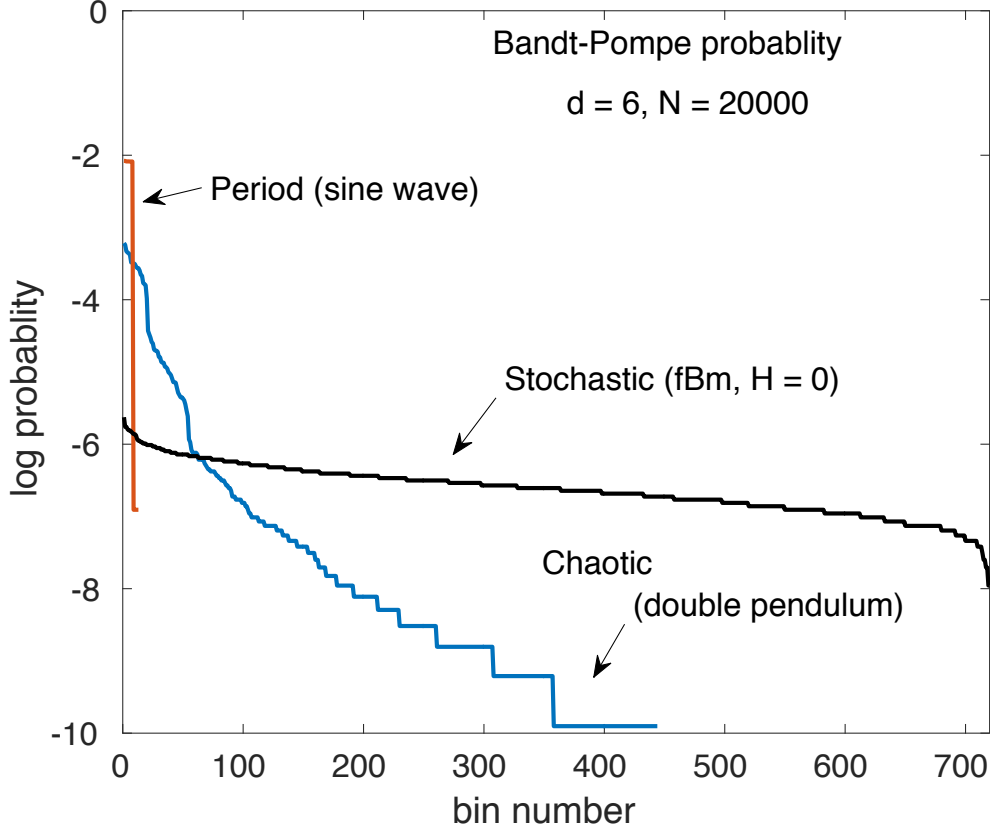 Bandt-Pompe probablity
d = 6, N = 20000
Period (sine wave)
Stochastic (fBm, H = 0)
Chaotic
(double pendulum)
log probablity
0
-2
-4
-6
-8
-10
0 100 200 300 400 500 600 700
bin number